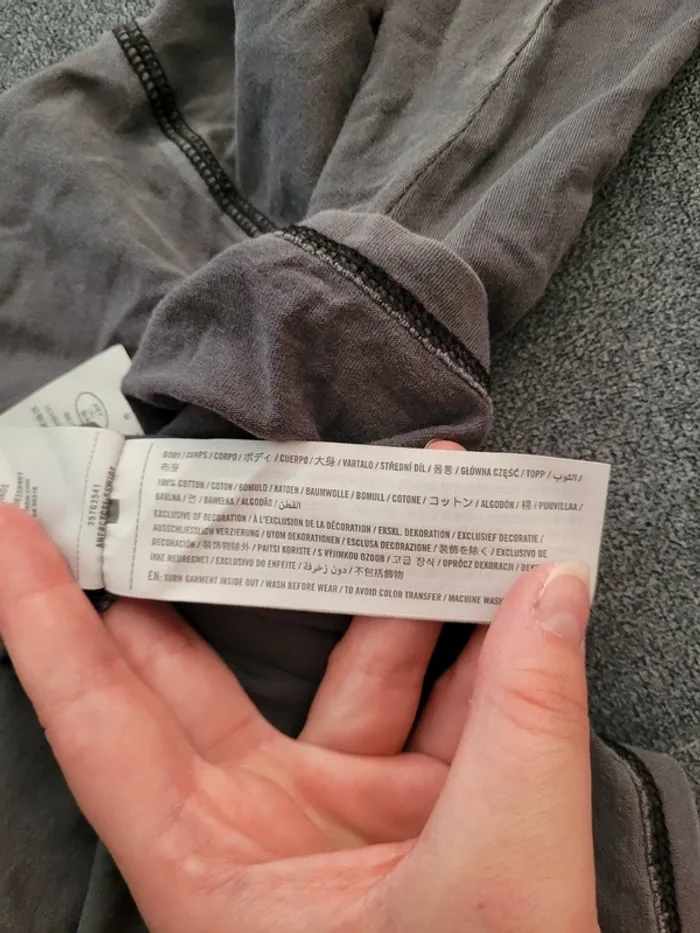 BODY / CORPS / CORPO / ボディ / CUERPO / 大身 / VARTALO / STŘEDNÍ DÍL / 몸통 / GŁÓWNA CZĘŚĆ / TOPP / الثوب /
布身
100% COTTON / COTON / BOMULD / KATOEN / BAUMWOLLE / BOMULL / COTONE / コットン / ALGODÓN / 棉 / PUUVILLAA /
BAVLNA / 면 / BAWEŁNA / ALGODÃO / القطن
EXCLUSIVE OF DECORATION / À L'EXCLUSION DE LA DÉCORATION / EKSKL. DEKORATION / EXCLUSIEF DECORATIE /
AUSSCHLIESSLICH VERZIERUNG / UTOM DEKORATIONEN / ESCLUSA DECORAZIONE / 装飾を除く / EXCLUSIVO DE
DECORACIÓN / 装饰物除外 / PAITSI KORISTE / S VÝJIMKOU OZDOB / 고급 장식 / OPRÓCZ DEKORACJI /
IKKE MEDREGNET / EXCLUSIVO DO ENFEITE / دون زخرفة / 不包括飾物
EN: TURN GARMENT INSIDE OUT / WASH BEFORE WEAR / TO AVOID COLOR TRANSFER / MACHINE WASH